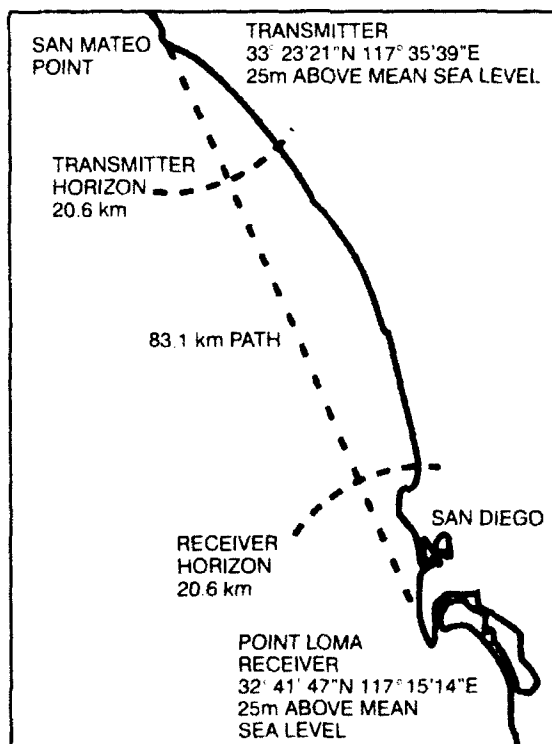 SAN MATEO
POINT
TRANSMITTER
33° 23'21"N 117° 35'39"E
25m ABOVE MEAN SEA LEVEL
TRANSMITTER
HORIZON
20.6 km
83.1 km PATH
SAN DIEGO
RECEIVER
HORIZON
20.6 km
POINT LOMA
RECEIVER
32° 41' 47"N 117° 15'14"E
25m ABOVE MEAN
SEA LEVEL